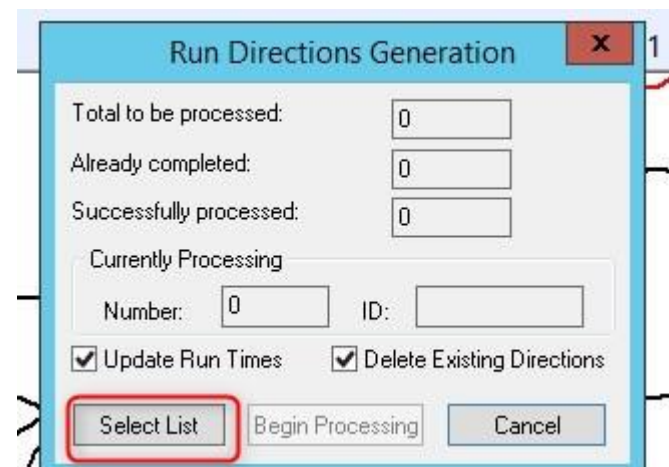 Run Directions Generation
x
1
Total to be processed: 0
Already completed: 0
Successfully processed: 0
Currently Processing
Number: 0 ID:
Update Run Times Delete Existing Directions
Select List Begin Processing Cancel